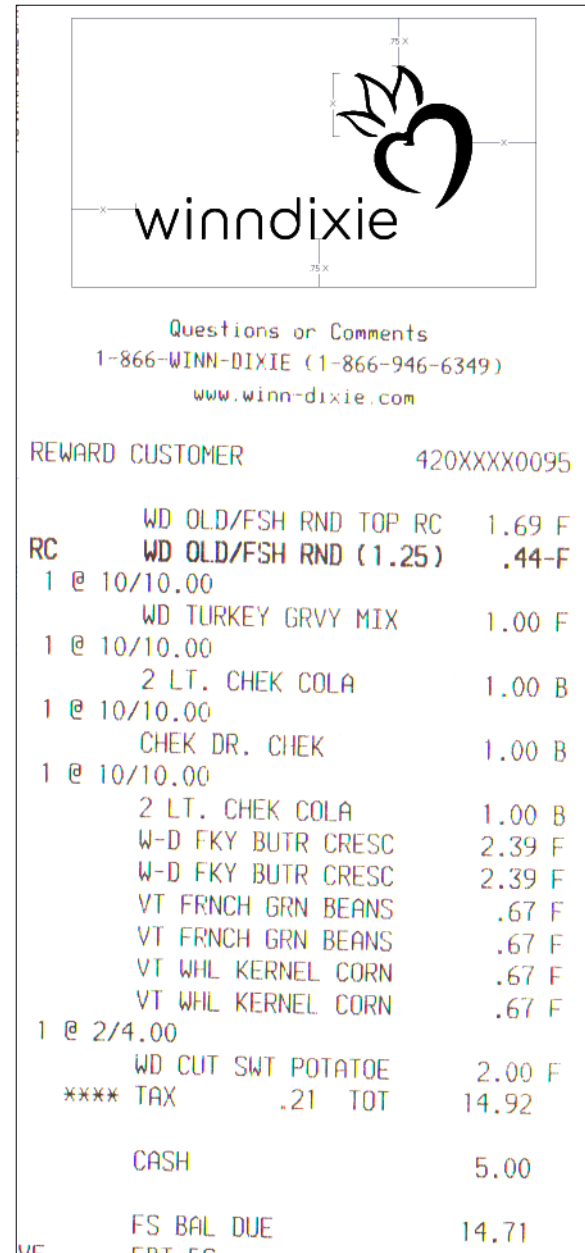 .75 X
X
X
X
winndixie
.75 X
Questions or Comments
1-866-WINN-DIXIE (1-866-946-6349)
www.winn-dixie.com
REWARD CUSTOMER 420XXXX0095
WD OLD/FSH RND TOP RC 1.69 F
RC WD OLD/FSH RND (1.25) .44-F
1 @ 10/10.00
WD TURKEY GRVY MIX 1.00 F
1 @ 10/10.00
2 LT. CHEK COLA 1.00 B
1 @ 10/10.00
CHEK DR. CHEK 1.00 B
1 @ 10/10.00
2 LT. CHEK COLA 1.00 B
W-D FKY BUTR CRESC 2.39 F
W-D FKY BUTR CRESC 2.39 F
VT FRNCH GRN BEANS .67 F
VT FRNCH GRN BEANS .67 F
VT WHL KERNEL CORN .67 F
VT WHL KERNEL CORN .67 F
1 @ 2/4.00
WD CUT SWT POTATOE 2.00 F
**** TAX .21 TOT 14.92
CASH 5.00
FS BAL DUE 14.71